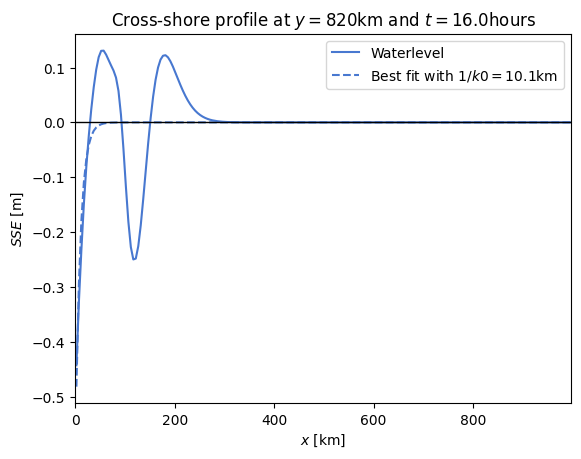 Cross-shore profile at y = 820km and t = 16.0hours
Waterlevel
Best fit with 1/k0 = 10.1km
0.1
0.0
−0.1
−0.2
−0.3
−0.4
−0.5
SSE [m]
0
200
400
600
800
x [km]